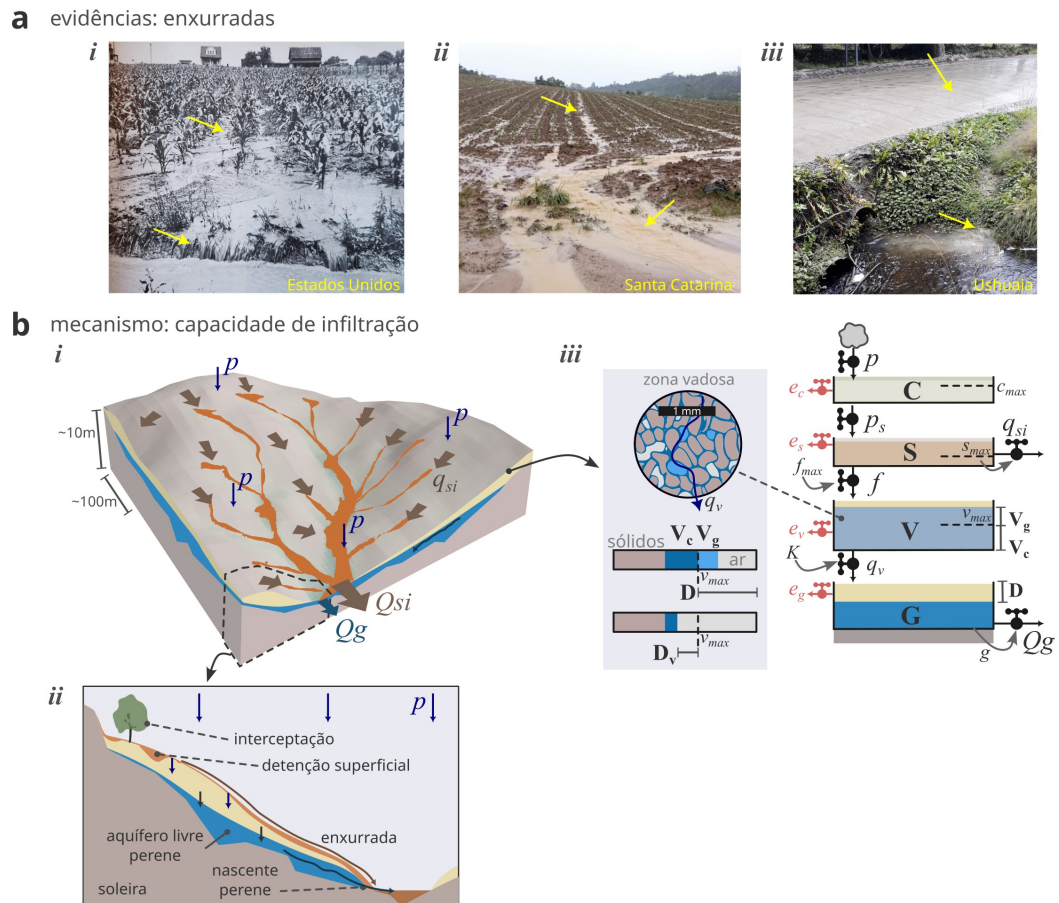 a evidências: enxurradas
i
ii
iii
Estados Unidos
Santa Catarina
Ushuaia
b mecanismo: capacidade de infiltração
i
p
p
p
p
~10m
~100m
q_si
Qsi
Qg
ii
p
interceptação
detenção superficial
aquífero livre
perene
enxurrada
nascente
perene
soleira
iii
zona vadosa
1 mm
q_v
V_c V_g
sólidos
ar
v_max
D
v_max
D_v
p
e_c
C
c_max
p_s
q_si
e_s
S
s_max
f_max
f
e_v
V
v_max
V_g
V_c
K
q_v
e_g
D
G
g
Qg